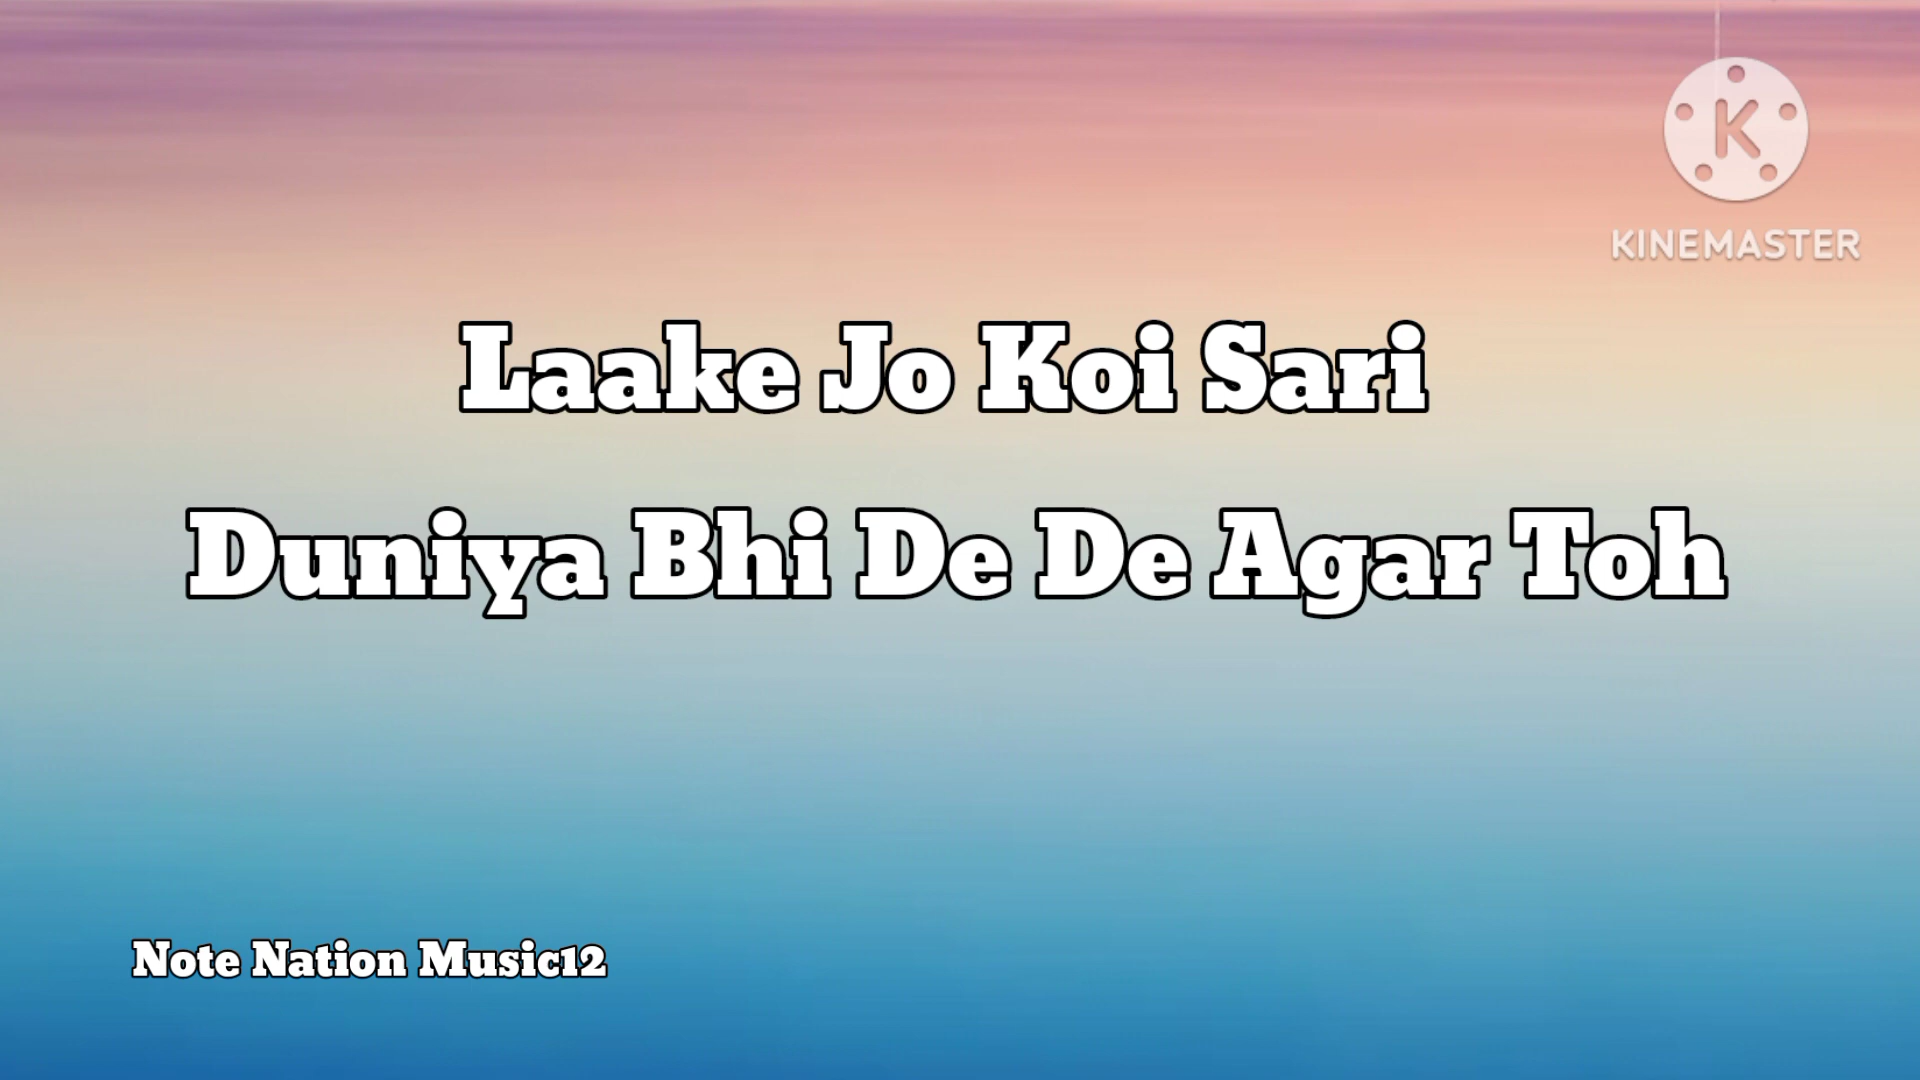 K
KINEMASTER
Laake Jo Koi Sari
Duniya Bhi De De Agar Toh
Note Nation Music12